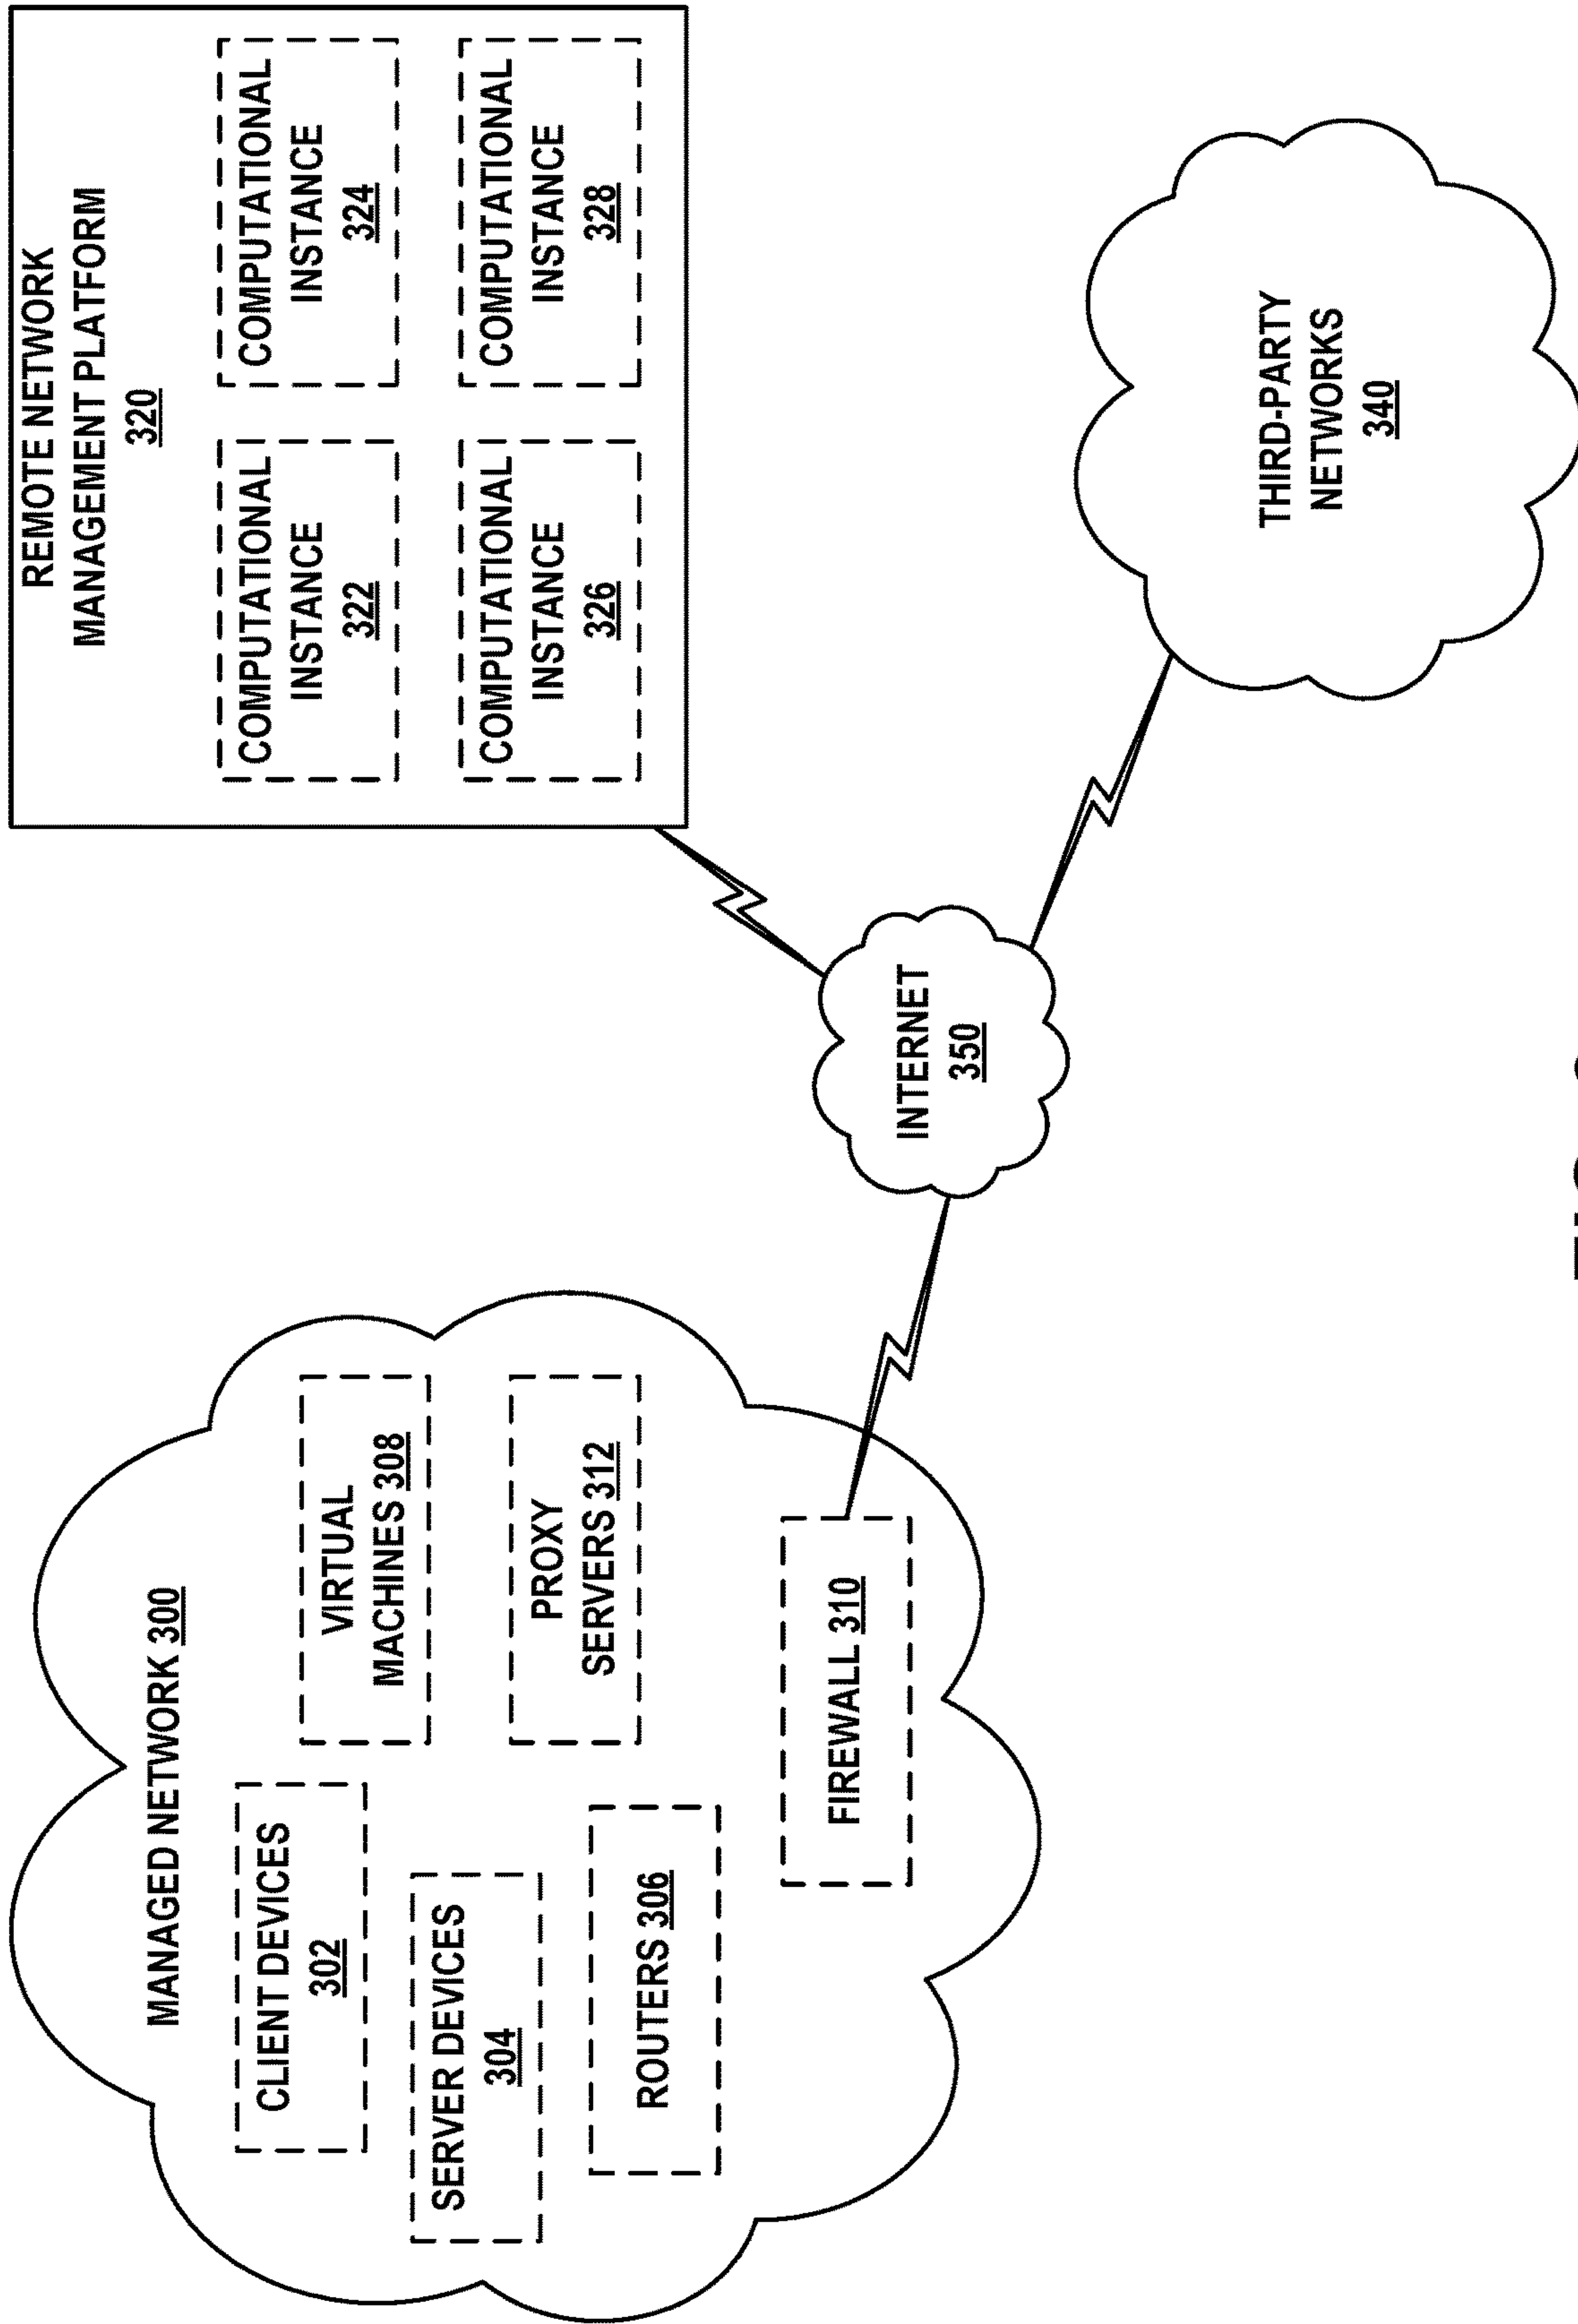 MANAGED NETWORK 300
CLIENT DEVICES
302
SERVER DEVICES
304
ROUTERS 306
VIRTUAL
MACHINES 308
PROXY
SERVERS 312
FIREWALL 310
INTERNET
350
REMOTE NETWORK
MANAGEMENT PLATFORM
320
COMPUTATIONAL
INSTANCE
322
COMPUTATIONAL
INSTANCE
324
COMPUTATIONAL
INSTANCE
326
COMPUTATIONAL
INSTANCE
328
THIRD-PARTY
NETWORKS
340